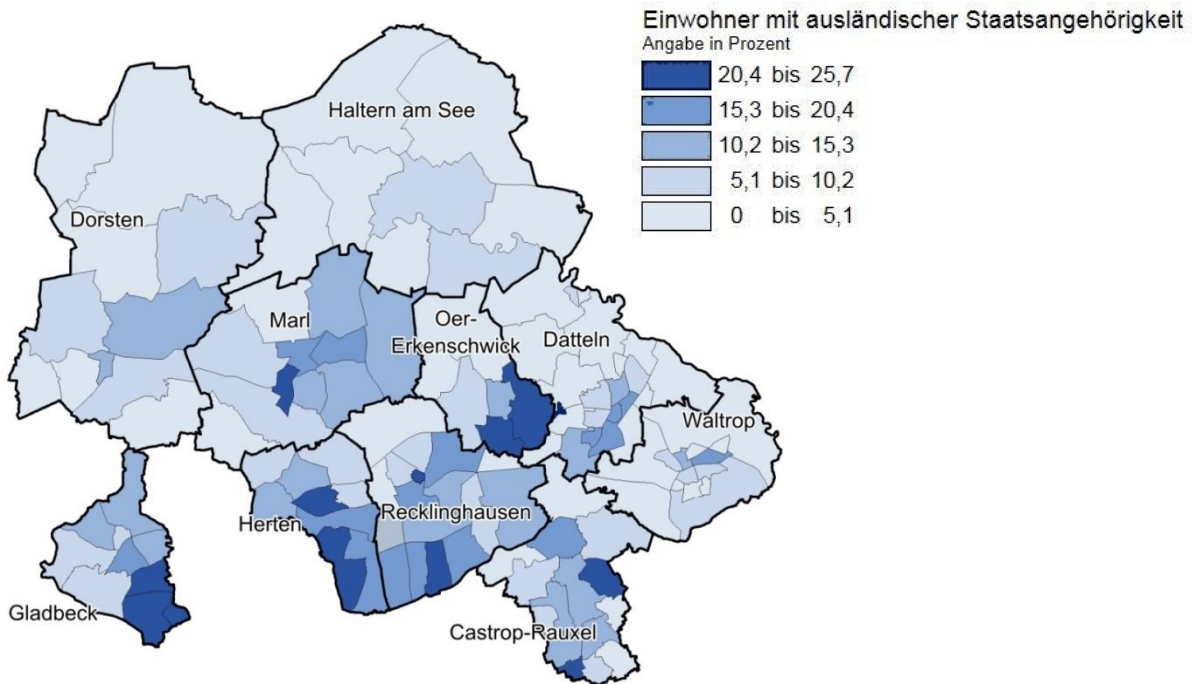 Einwohner mit ausländischer Staatsangehörigkeit
Angabe in Prozent
20,4 bis 25,7
15,3 bis 20,4
10,2 bis 15,3
5,1 bis 10,2
0 bis 5,1
Haltern am See
Dorsten
Marl
Oer-
Erkenschwick
Datteln
Waltrop
Herten
Recklinghausen
Gladbeck
Castrop-Rauxel